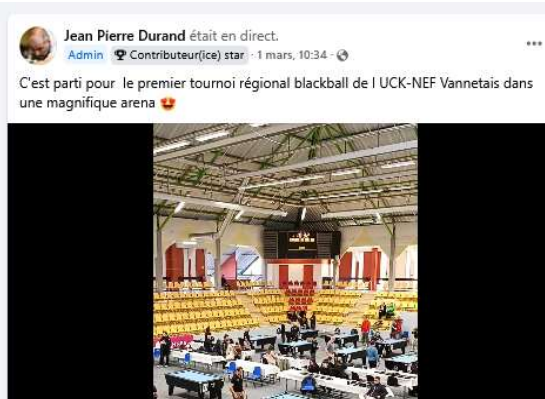 Jean Pierre Durand était en direct.
Admin Contributeur(ice) star · 1 mars, 10:34 ·
C'est parti pour le premier tournoi régional blackball de l UCK-NEF Vannetais dans
une magnifique arena 🤩